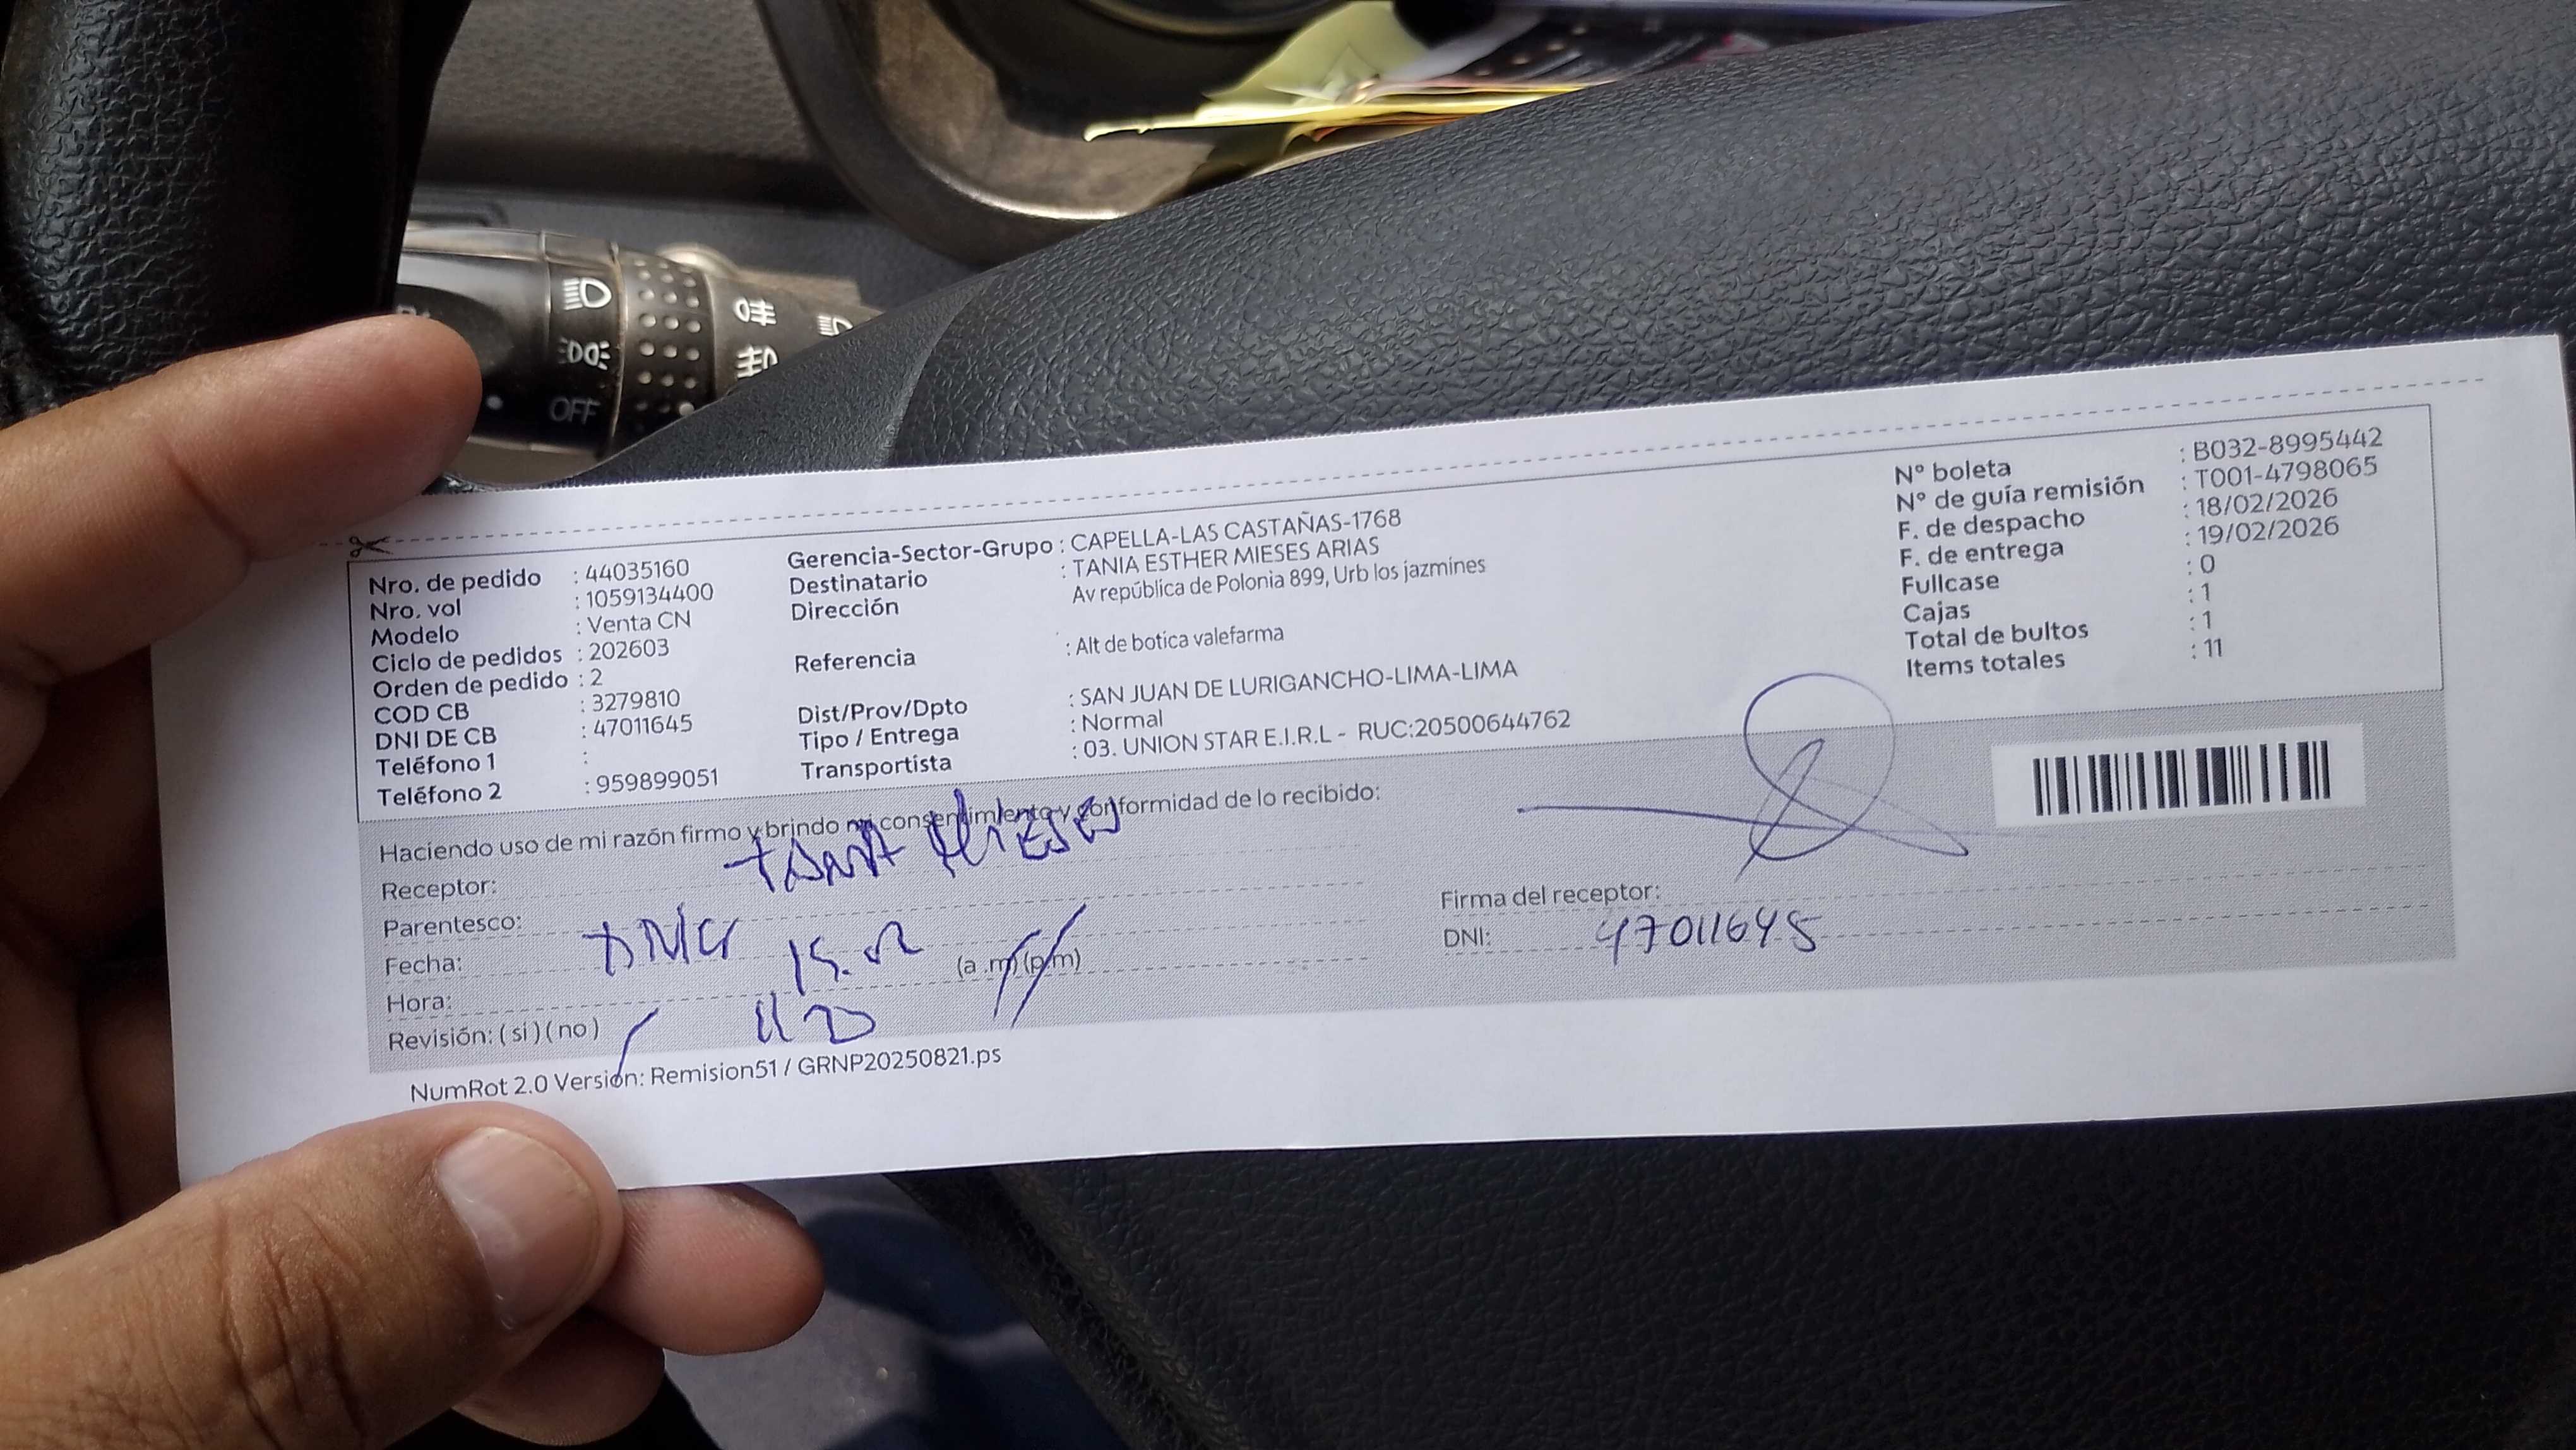 OFF
Nro. de pedido : 44035160
Nro. vol : 1059134400
Modelo : Venta CN
Ciclo de pedidos : 202603
Orden de pedido : 2
COD CB : 3279810
DNI DE CB : 47011645
Teléfono 1 :
Teléfono 2 : 959899051
Gerencia-Sector-Grupo : CAPELLA-LAS CASTAÑAS-1768
Destinatario : TANIA ESTHER MIESES ARIAS
Dirección Av república de Polonia 899, Urb los jazmines
Referencia : Alt de botica valefarma
Dist/Prov/Dpto : SAN JUAN DE LURIGANCHO-LIMA-LIMA
Tipo / Entrega : Normal
Transportista : 03. UNION STAR E.I.R.L - RUC:20500644762
N° boleta : B032-8995442
N° de guía remisión : T001-4798065
F. de despacho : 18/02/2026
F. de entrega : 19/02/2026
Fullcase : 0
Cajas : 1
Total de bultos : 1
Items totales : 11
Haciendo uso de mi razón firmo y brindo mi consentimiento y conformidad de lo recibido:
Receptor: TANIA MIESES
Parentesco:
Fecha:
Hora: (a.m) (p.m)
Revisión: ( si ) ( no )
Firma del receptor:
DNI: 47011645
NumRot 2.0 Versión: Remision51 / GRNP20250821.ps